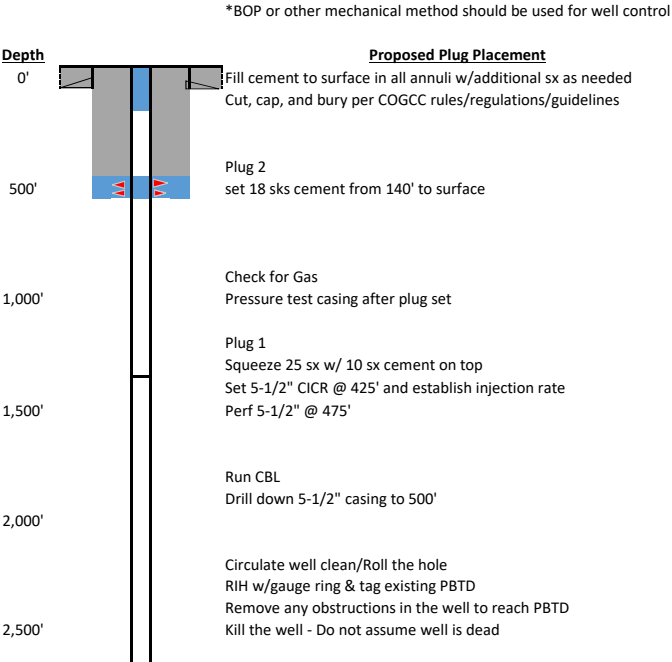 *BOP or other mechanical method should be used for well control
Depth
Proposed Plug Placement
0'
Fill cement to surface in all annuli w/additional sx as needed
Cut, cap, and bury per COGCC rules/regulations/guidelines
Plug 2
500'
set 18 sks cement from 140' to surface
Check for Gas
1,000'
Pressure test casing after plug set
Plug 1
Squeeze 25 sx w/ 10 sx cement on top
Set 5-1/2" CICR @ 425' and establish injection rate
1,500'
Perf 5-1/2" @ 475'
Run CBL
Drill down 5-1/2" casing to 500'
2,000'
Circulate well clean/Roll the hole
RIH w/gauge ring & tag existing PBTD
Remove any obstructions in the well to reach PBTD
2,500'
Kill the well - Do not assume well is dead